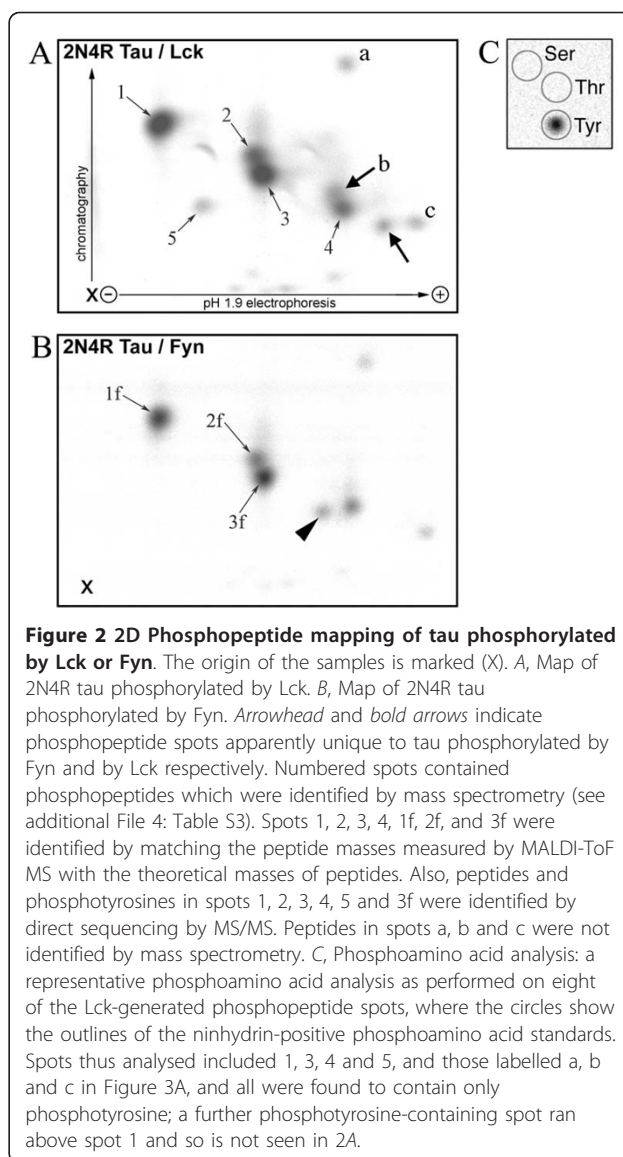 A
2N4R Tau / Lck
a
1
2
b
3
5
4
c
chromatography
X ⊖ ⊕
pH 1.9 electrophoresis
C
Ser
Thr
Tyr
B
2N4R Tau / Fyn
1f
2f
3f
X
Figure 2 2D Phosphopeptide mapping of tau phosphorylated
by Lck or Fyn. The origin of the samples is marked (X). A, Map of
2N4R tau phosphorylated by Lck. B, Map of 2N4R tau
phosphorylated by Fyn. Arrowhead and bold arrows indicate
phosphopeptide spots apparently unique to tau phosphorylated by
Fyn and by Lck respectively. Numbered spots contained
phosphopeptides which were identified by mass spectrometry (see
additional File 4: Table S3). Spots 1, 2, 3, 4, 1f, 2f, and 3f were
identified by matching the peptide masses measured by MALDI-ToF
MS with the theoretical masses of peptides. Also, peptides and
phosphotyrosines in spots 1, 2, 3, 4, 5 and 3f were identified by
direct sequencing by MS/MS. Peptides in spots a, b and c were not
identified by mass spectrometry. C, Phosphoamino acid analysis: a
representative phosphoamino acid analysis as performed on eight
of the Lck-generated phosphopeptide spots, where the circles show
the outlines of the ninhydrin-positive phosphoamino acid standards.
Spots thus analysed included 1, 3, 4 and 5, and those labelled a, b
and c in Figure 3A, and all were found to contain only
phosphotyrosine; a further phosphotyrosine-containing spot ran
above spot 1 and so is not seen in 2A.